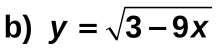 b) y = √3 − 9x